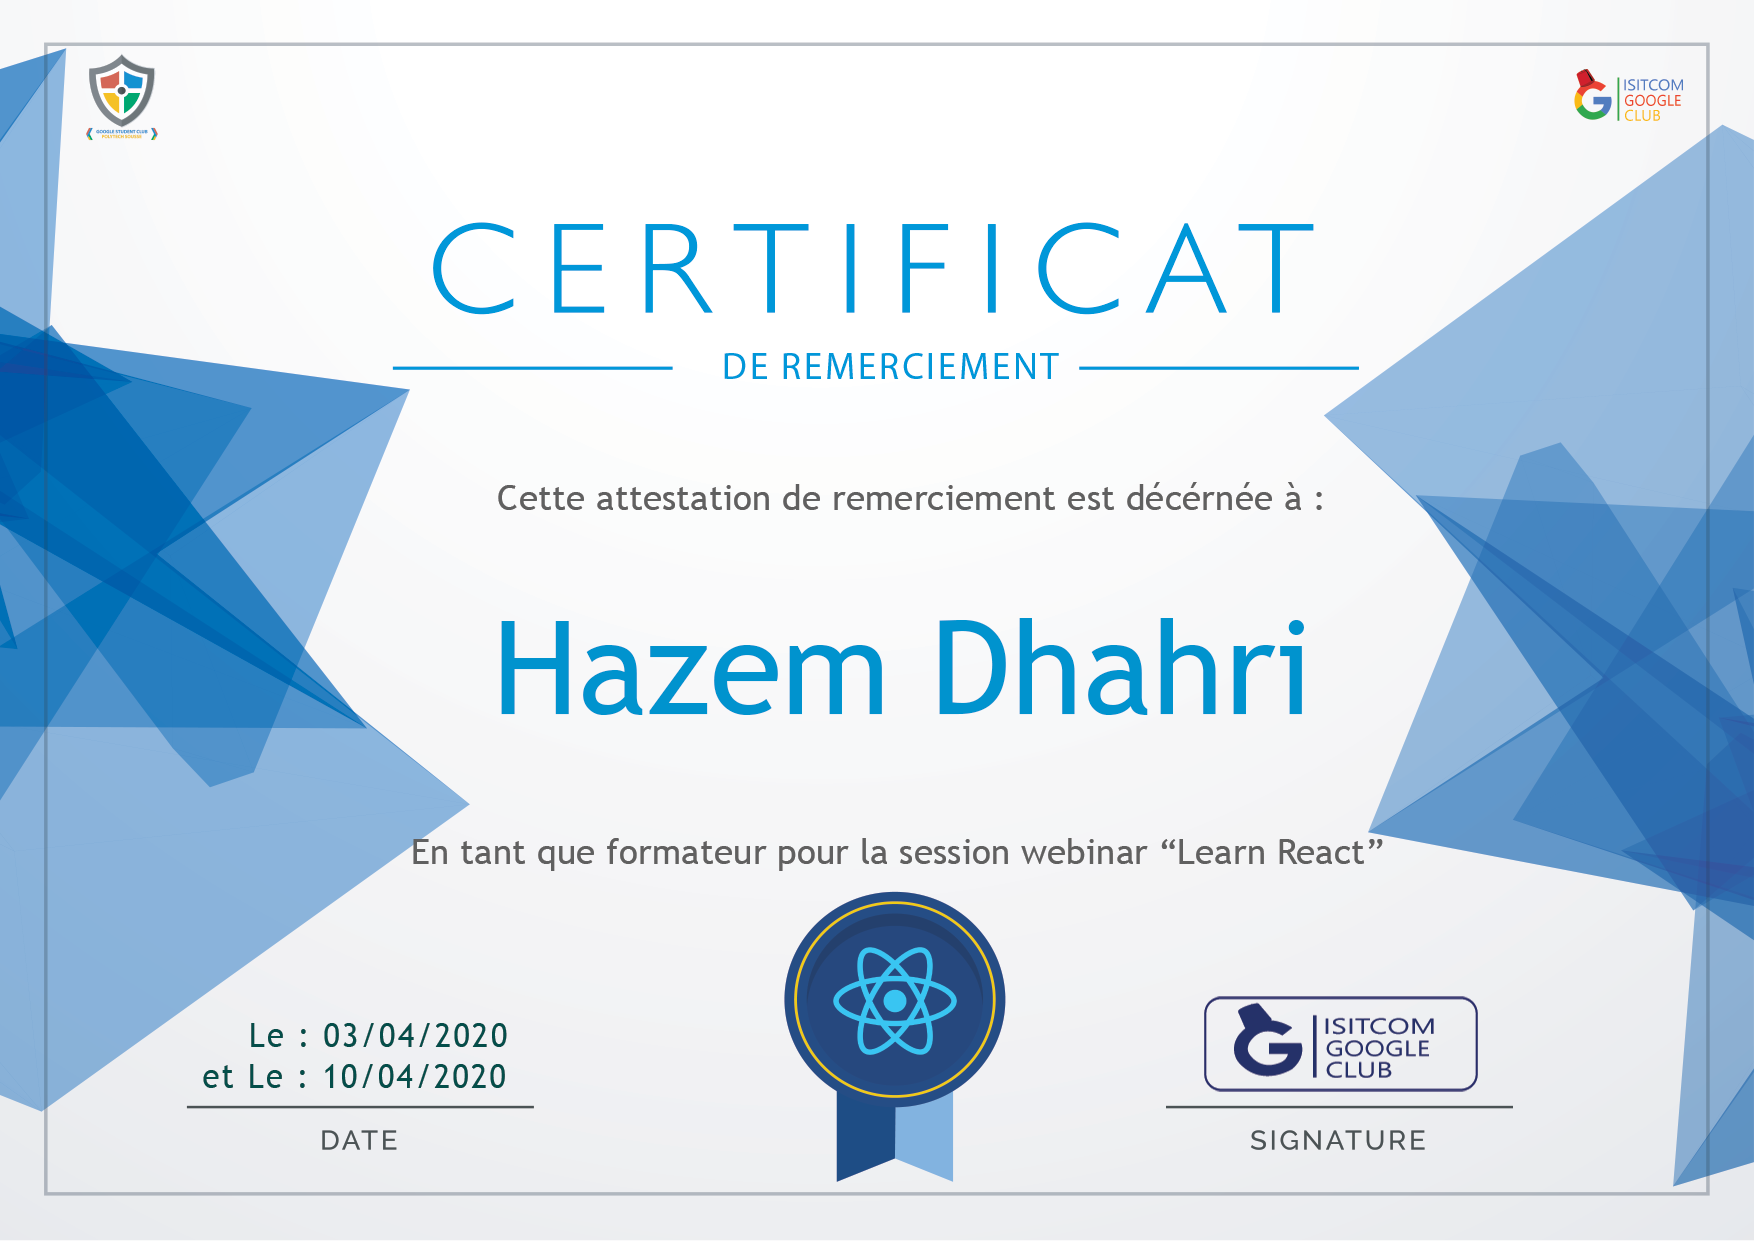 GOOGLE STUDENT CLUB
POLYTECH SOUSSE
ISITCOM
GOOGLE
CLUB
CERTIFICAT
DE REMERCIEMENT
Cette attestation de remerciement est décérnée à :
Hazem Dhahri
En tant que formateur pour la session webinar “Learn React”
Le : 03/04/2020
et Le : 10/04/2020
DATE
ISITCOM
GOOGLE
CLUB
SIGNATURE